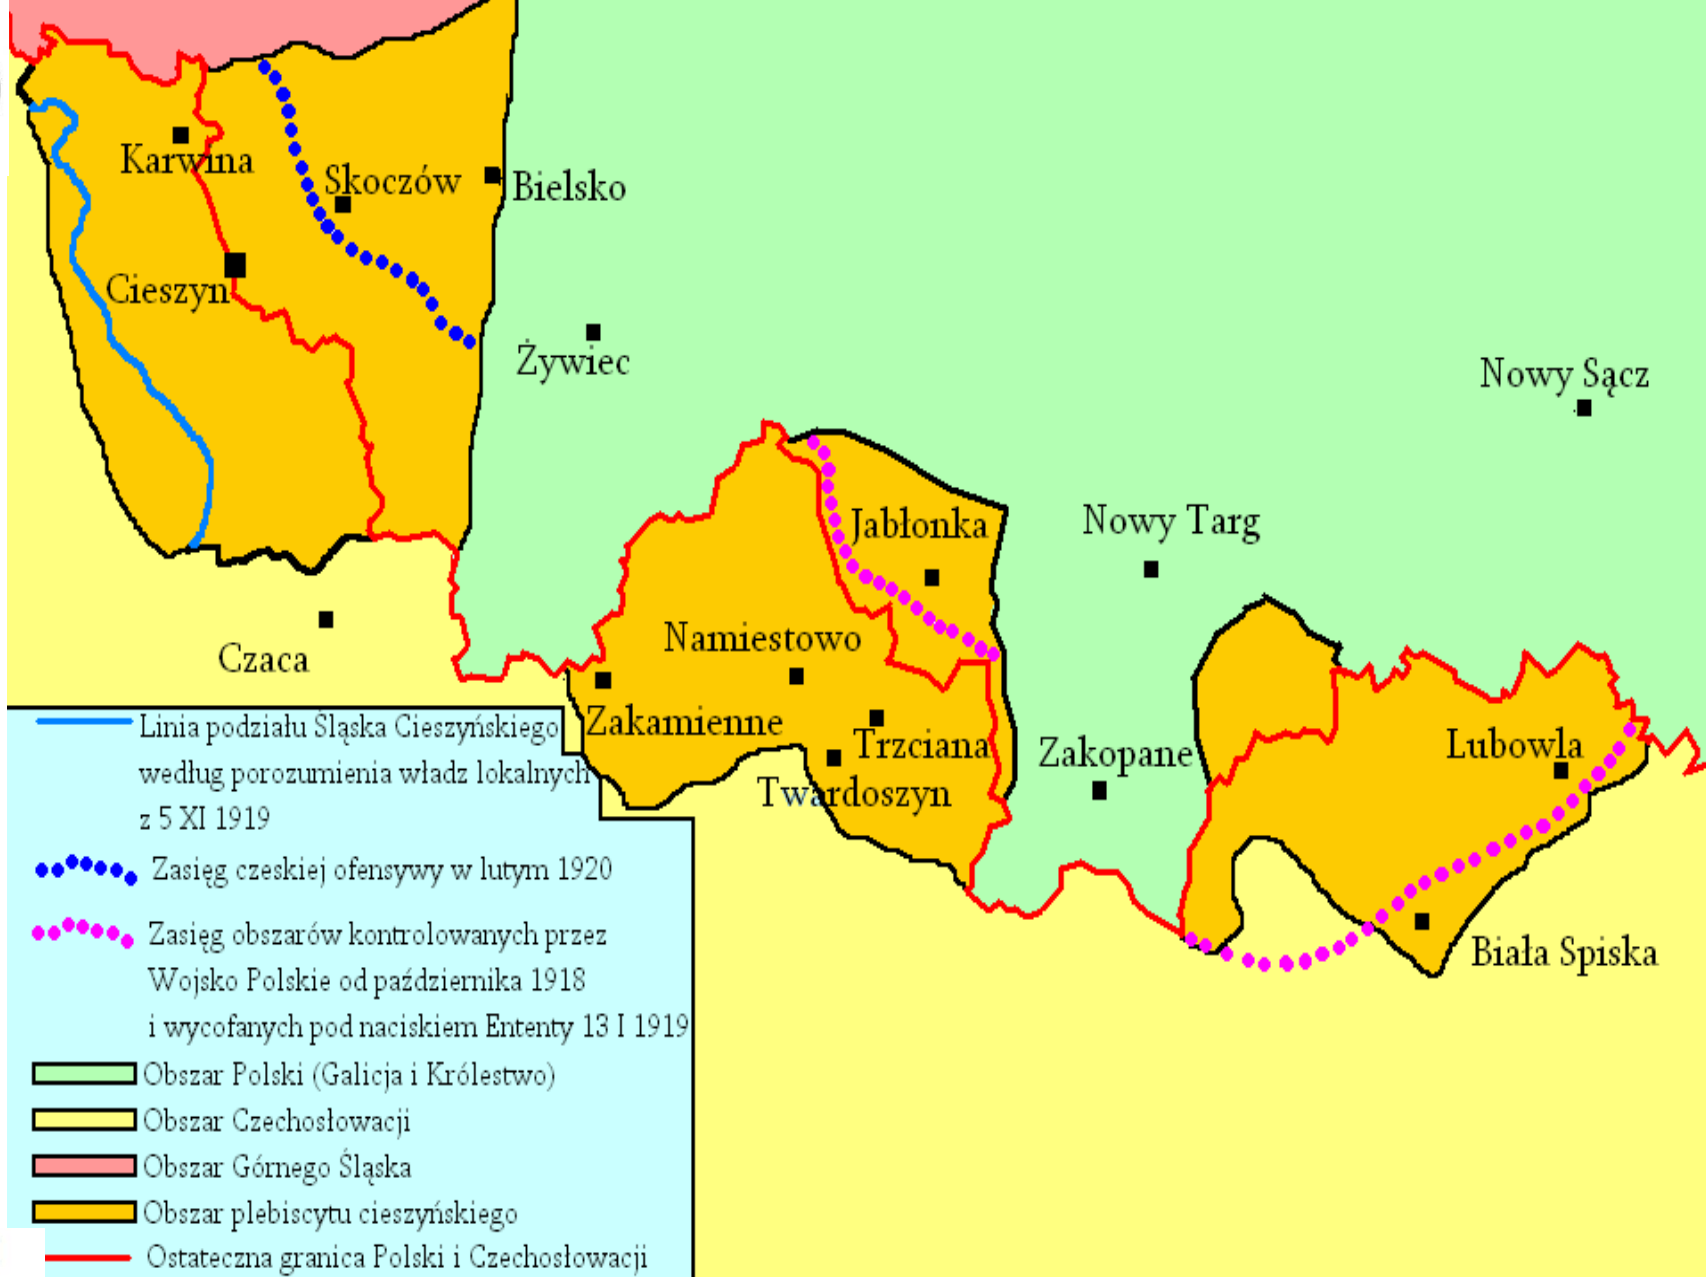 Karwina
Skoczów
Bielsko
Cieszyn
Żywiec
Nowy Sącz
Jabłonka
Nowy Targ
Namiestowo
Czaca
Zakamienne
Trzciana
Zakopane
Lubowla
Twardoszyn
Biała Spiska
Linia podziału Śląska Cieszyńskiego
według porozumienia władz lokalnych
z 5 XI 1919
Zasięg czeskiej ofensywy w lutym 1920
Zasięg obszarów kontrolowanych przez
Wojsko Polskie od października 1918
i wycofanych pod naciskiem Ententy 13 I 1919
Obszar Polski (Galicja i Królestwo)
Obszar Czechosłowacji
Obszar Górnego Śląska
Obszar plebiscytu cieszyńskiego
Ostateczna granica Polski i Czechosłowacji